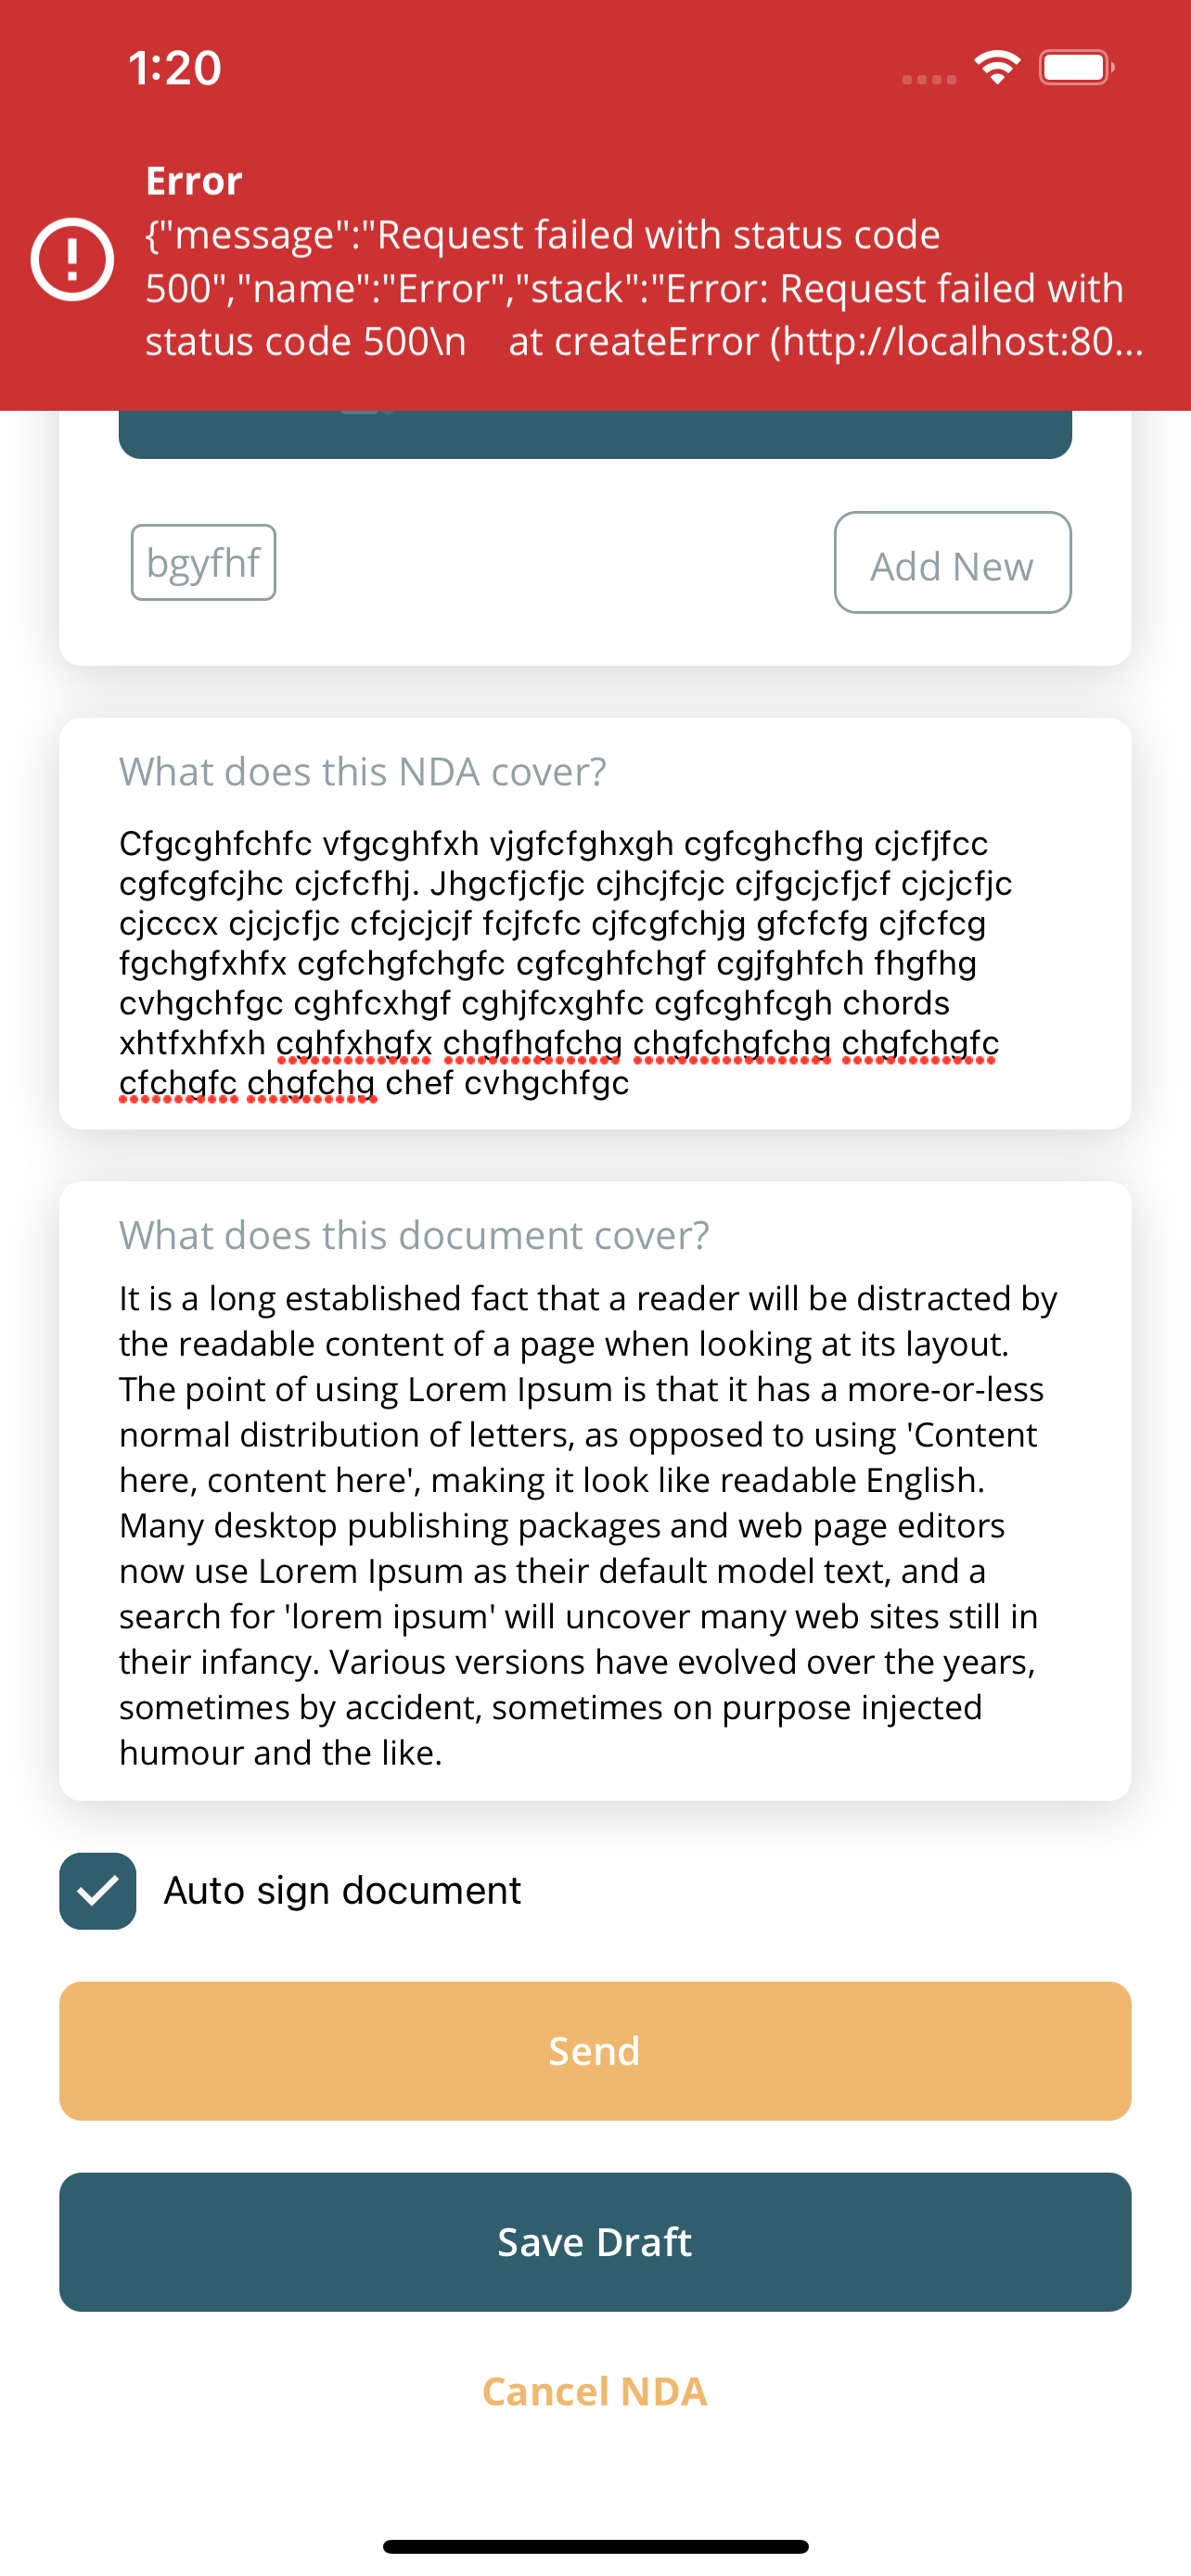 1:20
Error
{"message":"Request failed with status code
500","name":"Error","stack":"Error: Request failed with
status code 500\n    at createError (http://localhost:80...
bgyfhf
Add New
What does this NDA cover?
Cfgcghfchfc vfgcghfxh vjgfcfghxgh cgfcghcfhg cjcfjfcc
cgfcgfcjhc cjcfcfhj. Jhgcfjcfjc cjhcjfcjc cjfgcjcfjcf cjcjcfjc
cjcccx cjcjcfjc cfcjcjcjf fcjfcfc cjfcgfchjg gfcfcfg cjfcfcg
fgchgfxhfx cgfchgfchgfc cgfcghfchgf cgjfghfch fhgfhg
cvhgchfgc cghfcxhgf cghjfcxghfc cgfcghfcgh chords
xhtfxhfxh cghfxhgfx chgfhgfchg chgfchgfchg chgfchgfc
cfchgfc chgfchg chef cvhgchfgc
What does this document cover?
It is a long established fact that a reader will be distracted by
the readable content of a page when looking at its layout.
The point of using Lorem Ipsum is that it has a more-or-less
normal distribution of letters, as opposed to using 'Content
here, content here', making it look like readable English.
Many desktop publishing packages and web page editors
now use Lorem Ipsum as their default model text, and a
search for 'lorem ipsum' will uncover many web sites still in
their infancy. Various versions have evolved over the years,
sometimes by accident, sometimes on purpose injected
humour and the like.
Auto sign document
Send
Save Draft
Cancel NDA